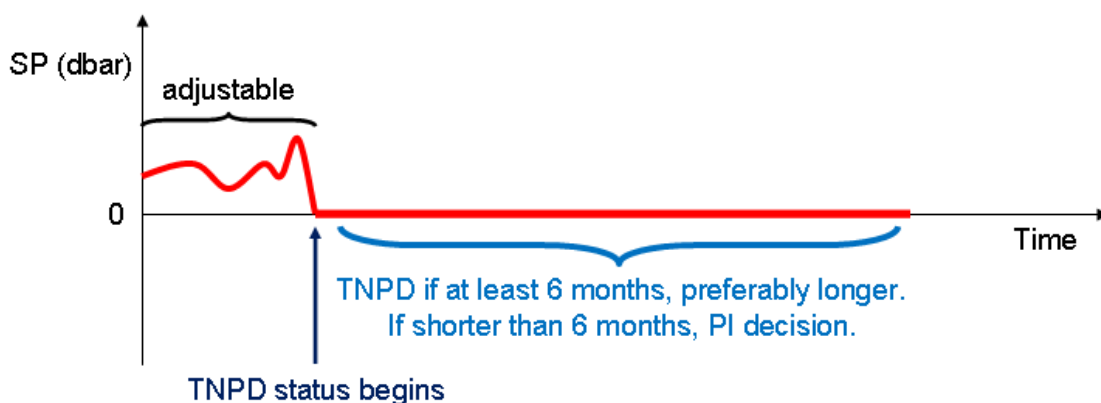 SP (dbar)
adjustable
0
Time
TNPD if at least 6 months, preferably longer.
If shorter than 6 months, PI decision.
TNPD status begins